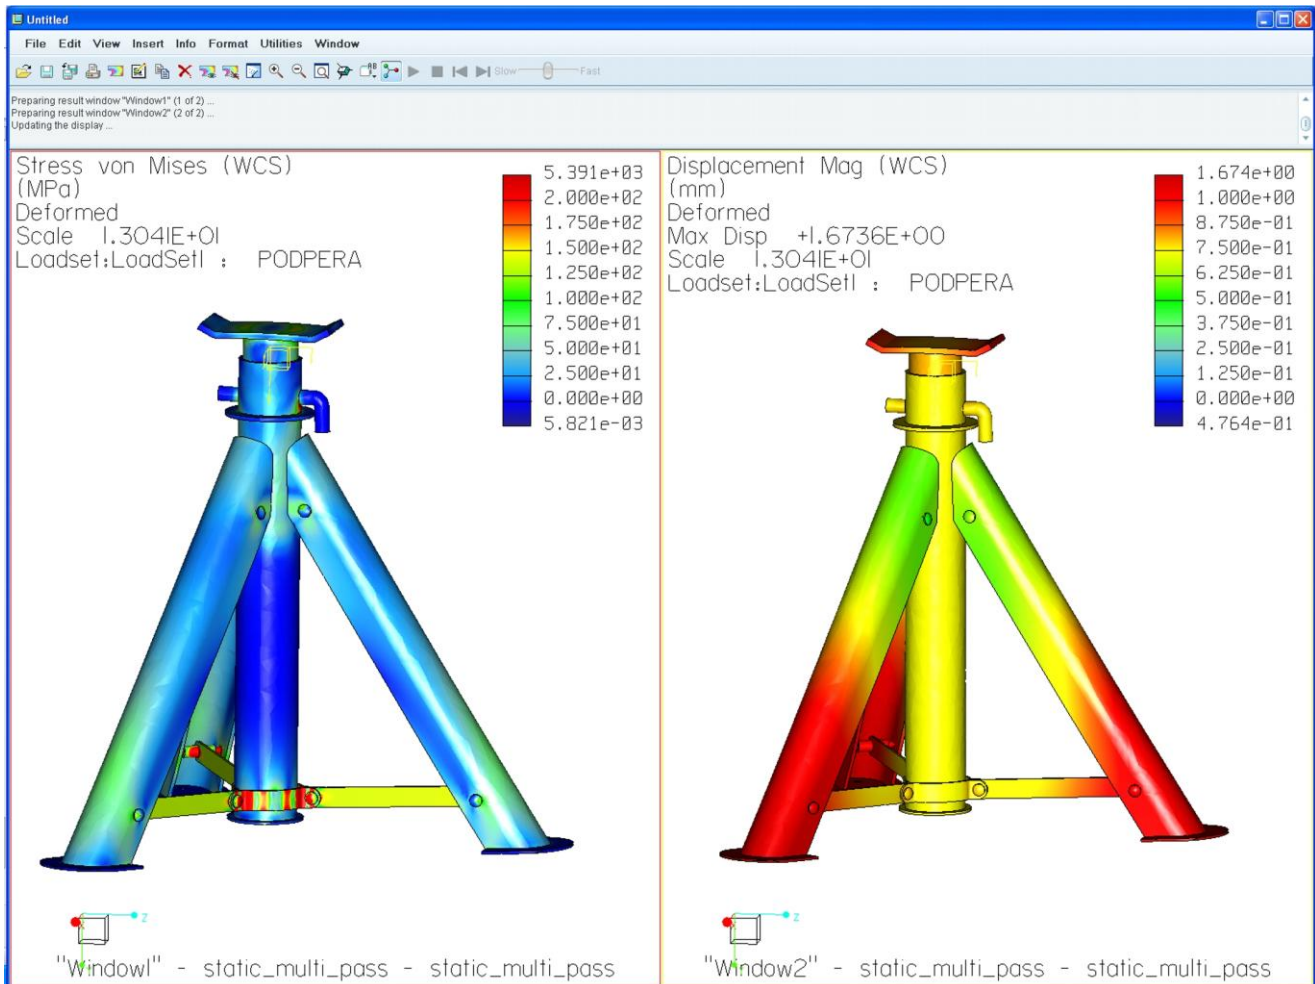 Untitled
File Edit View Insert Info Format Utilities Window
Slow Fast
Preparing result window "Window1" (1 of 2) ...
Preparing result window "Window2" (2 of 2) ...
Updating the display ...
Stress von Mises (WCS)
(MPa)
Deformed
Scale 1.3041E+01
Loadset:LoadSet1 : PODPERA
5.391e+03
2.000e+02
1.750e+02
1.500e+02
1.250e+02
1.000e+02
7.500e+01
5.000e+01
2.500e+01
0.000e+00
5.821e-03
Displacement Mag (WCS)
(mm)
Deformed
Max Disp +1.6736E+00
Scale 1.3041E+01
Loadset:LoadSet1 : PODPERA
1.674e+00
1.000e+00
8.750e-01
7.500e-01
6.250e-01
5.000e-01
3.750e-01
2.500e-01
1.250e-01
0.000e+00
4.764e-01
Z
"Window1" - static_multi_pass - static_multi_pass
Z
"Window2" - static_multi_pass - static_multi_pass